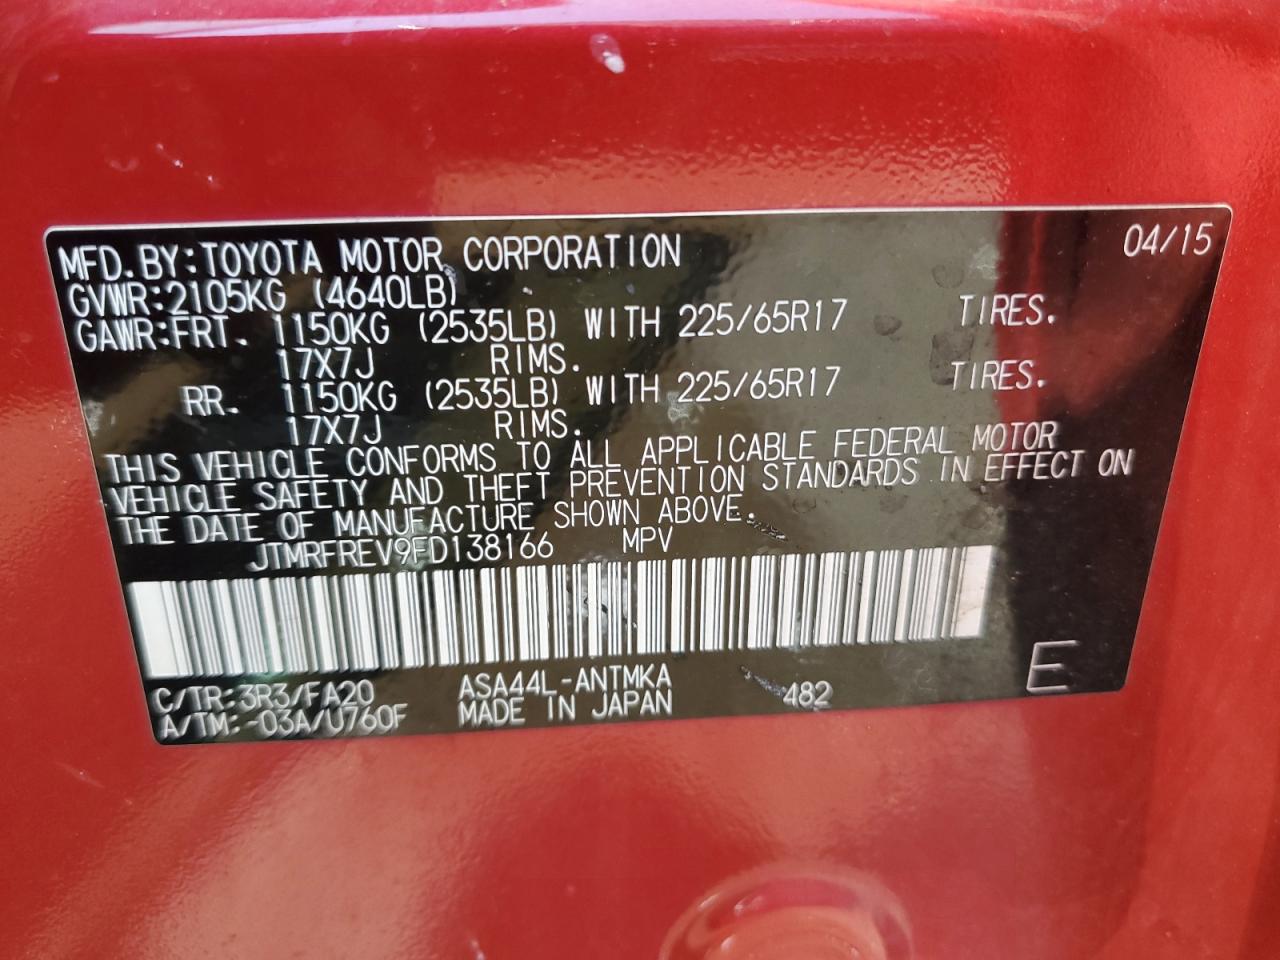 MFD.BY:TOYOTA MOTOR CORPORATION 04/15
GVWR:2105KG (4640LB)
GAWR:FRT. 1150KG (2535LB) WITH 225/65R17 TIRES.
17X7J RIMS.
RR. 1150KG (2535LB) WITH 225/65R17 TIRES.
17X7J RIMS.
THIS VEHICLE CONFORMS TO ALL APPLICABLE FEDERAL MOTOR
VEHICLE SAFETY AND THEFT PREVENTION STANDARDS IN EFFECT ON
THE DATE OF MANUFACTURE SHOWN ABOVE.
JTMRFREV9FD138166 MPV
C/TR:3R3/FA20 ASA44L-ANTMKA 482 E
A/TM:-03A/U760F MADE IN JAPAN